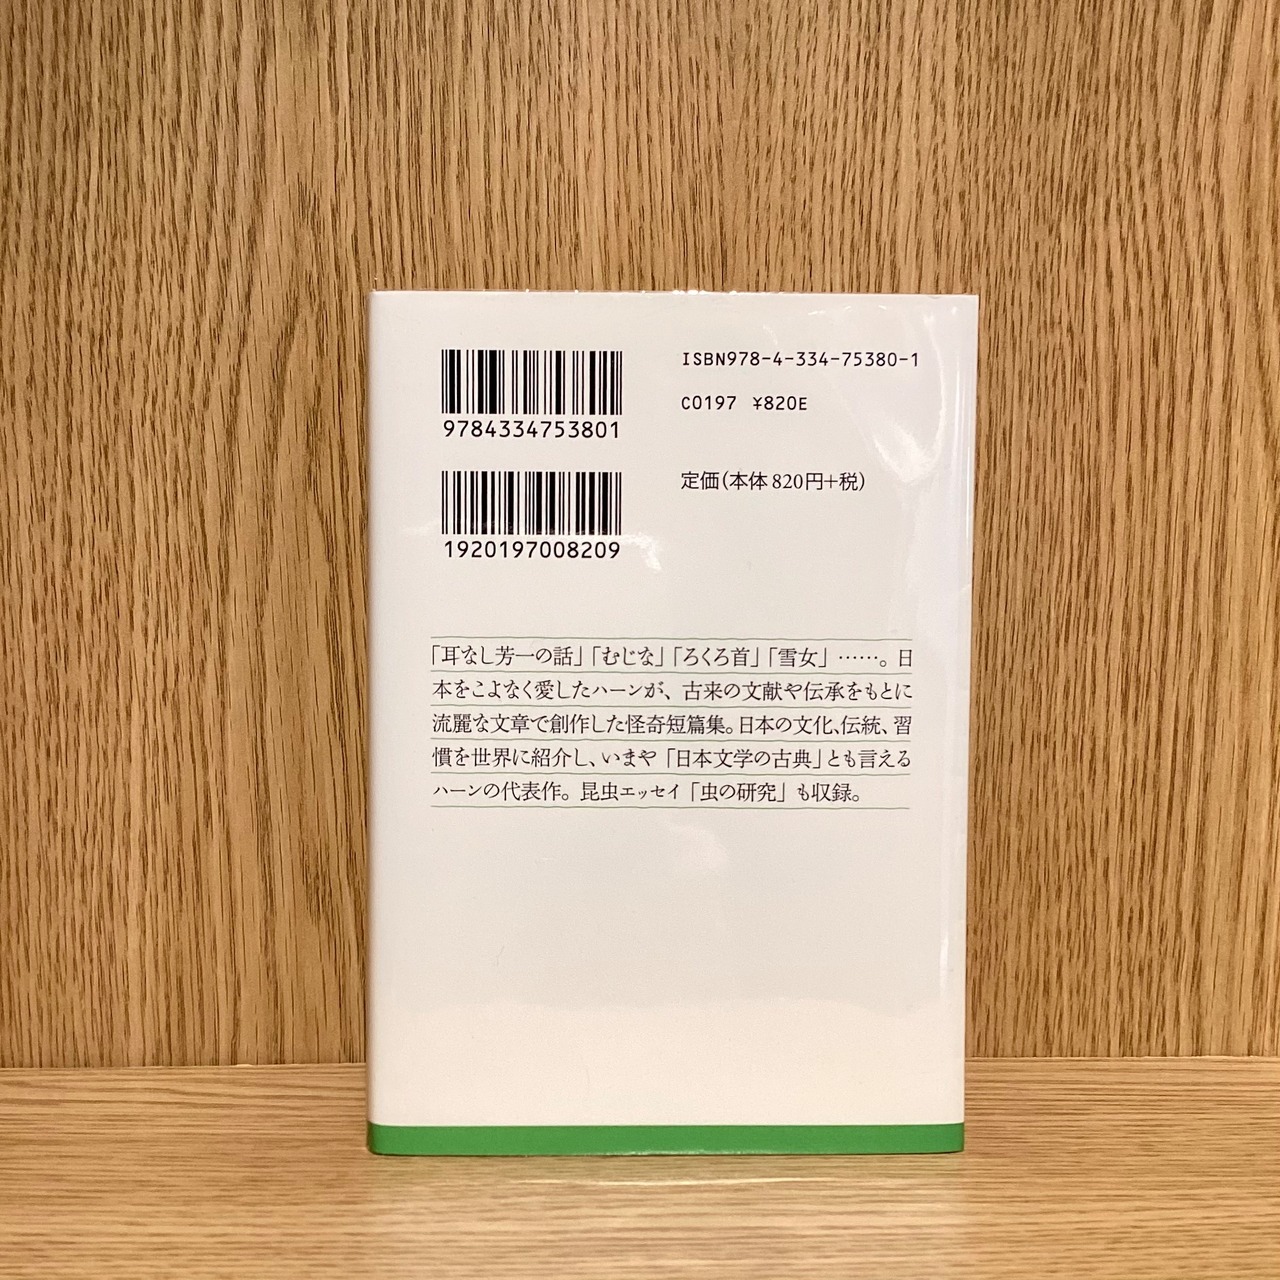 9784334753801
ISBN978-4-334-75380-1
C0197 ¥820E
1920197008209
定価(本体820円+税)
「耳なし芳一の話」「むじな」「ろくろ首」「雪女」……。日
本をこよなく愛したハーンが、古来の文献や伝承をもとに
流麗な文章で創作した怪奇短篇集。日本の文化、伝統、習
慣を世界に紹介し、いまや「日本文学の古典」とも言える
ハーンの代表作。昆虫エッセイ「虫の研究」も収録。